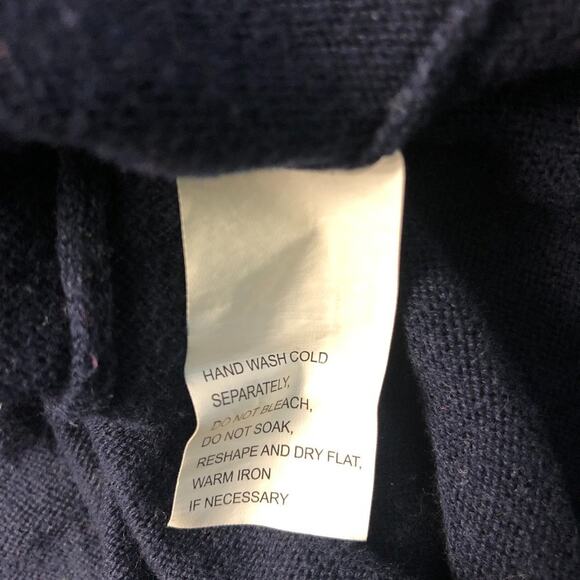 HAND WASH COLD
SEPARATELY,
DO NOT BLEACH,
DO NOT SOAK,
RESHAPE AND DRY FLAT,
WARM IRON
IF NECESSARY